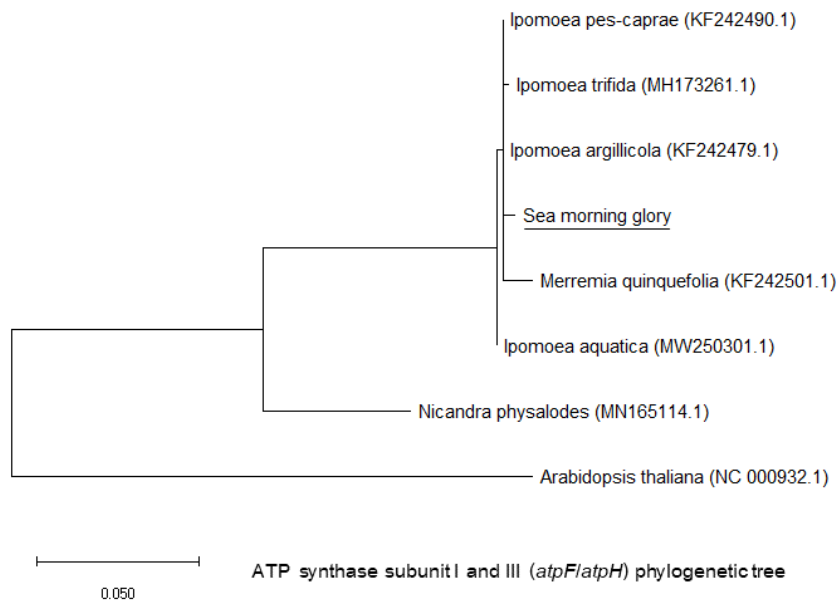 Ipomoea pes-caprae (KF242490.1)
Ipomoea trifida (MH173261.1)
Ipomoea argillicola (KF242479.1)
Sea morning glory
Merremia quinquefolia (KF242501.1)
Ipomoea aquatica (MW250301.1)
Nicandra physalodes (MN165114.1)
Arabidopsis thaliana (NC 000932.1)
ATP synthase subunit I and III (atpF/atpH) phylogenetic tree
0.050